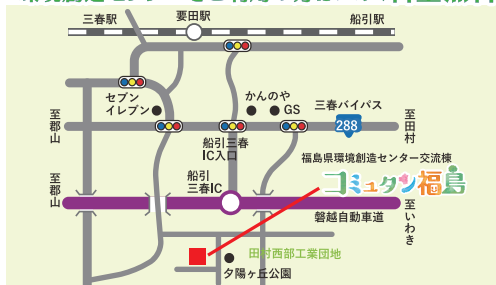 三春駅
要田駅
船引駅
セブン
イレブン
かんのや
GS
三春バイパス
288
至郡山
至田村
船引三春
IC入口
福島県環境創造センター交流棟
コミュタン福島
至郡山
船引
三春IC
磐越自動車道
至いわき
田村西部工業団地
夕陽ヶ丘公園